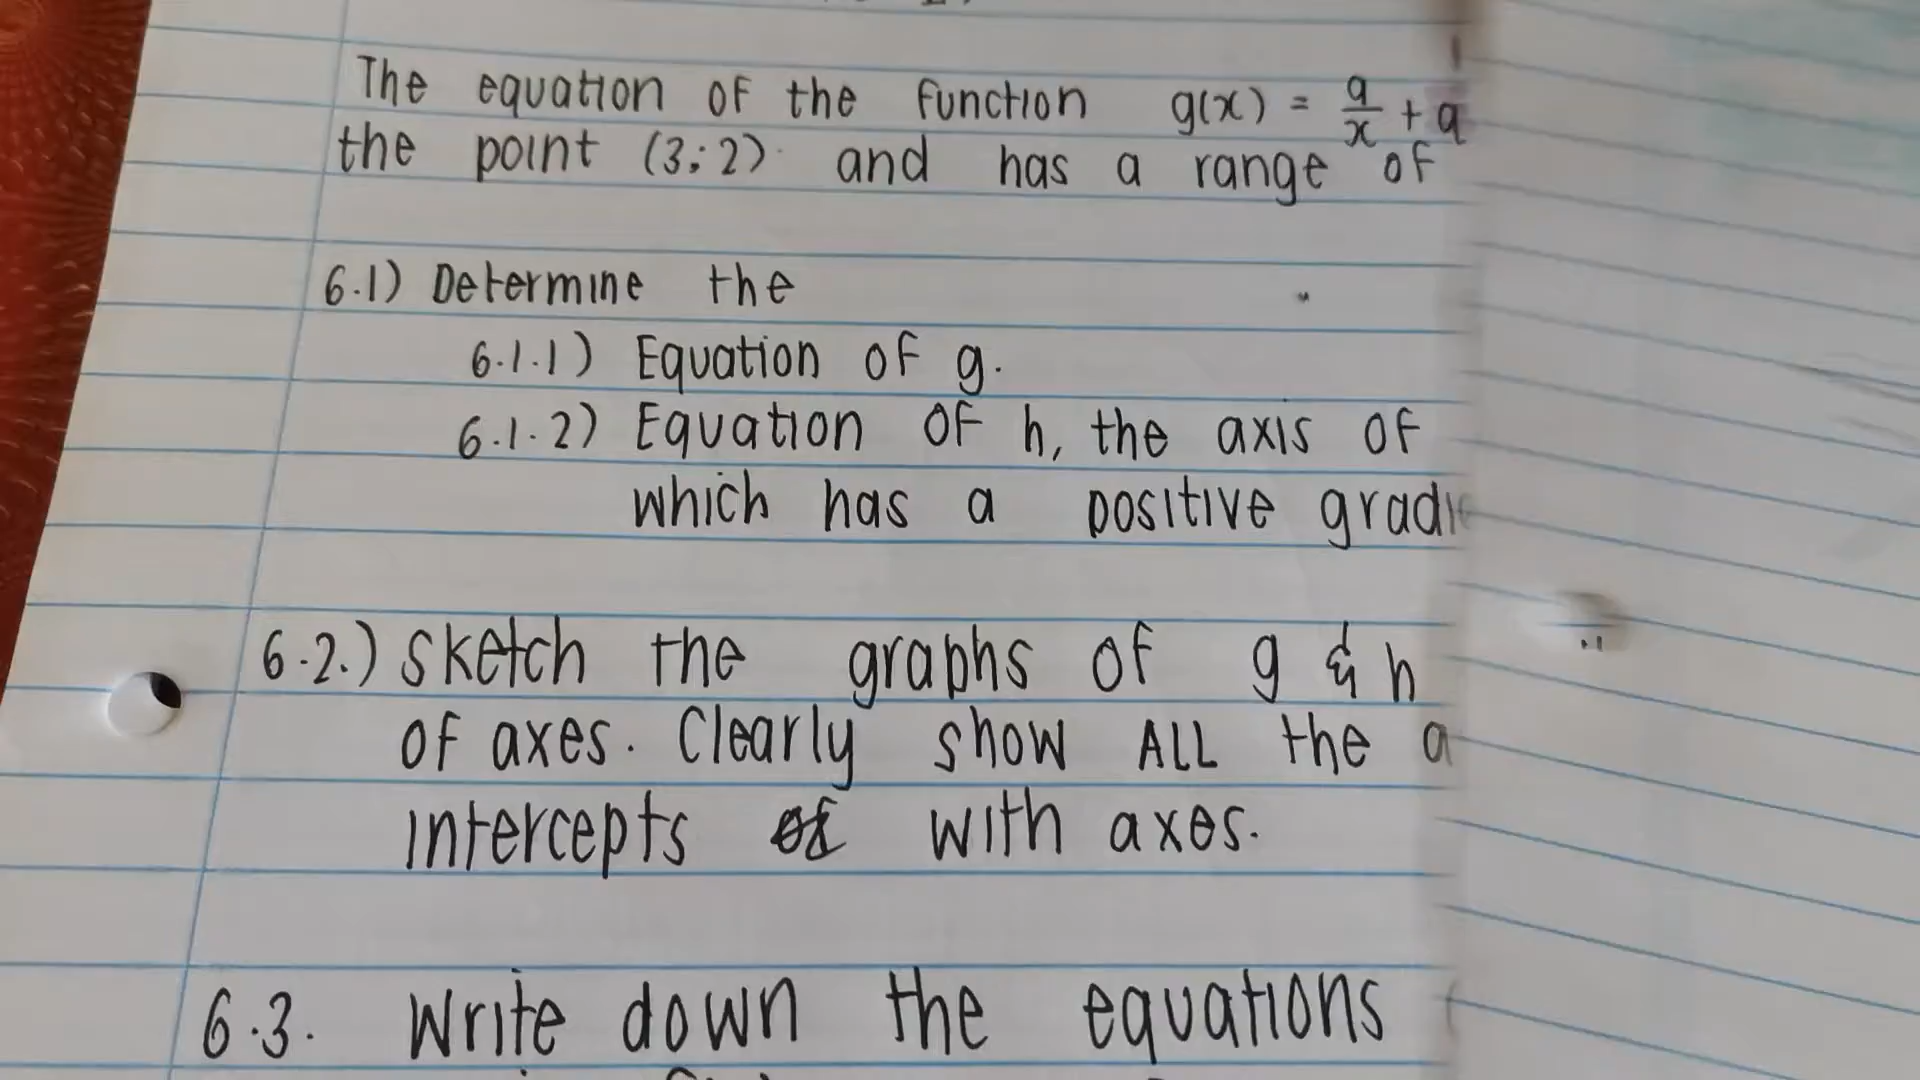 The equation of the function g(x) = a/x + q
the point (3;2) and has a range of
6.1) Determine the
6.1.1) Equation of g.
6.1.2) Equation of h, the axis of
which has a positive
6.2.) Sketch the graphs of g & h
of axes. Clearly show ALL the
intercepts with axes.
6.3. Write down the equations